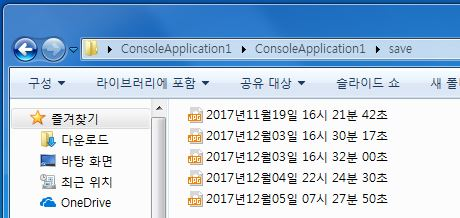 ConsoleApplication1 ▸ ConsoleApplication1 ▸ save
구성 ▼ 라이브러리에 포함 ▼ 공유 대상 ▼ 슬라이드 쇼 새 폴
즐겨찾기
다운로드
바탕 화면
최근 위치
OneDrive
2017년11월19일 16시 21분 42초
2017년12월03일 16시 30분 17초
2017년12월03일 16시 32분 00초
2017년12월04일 22시 24분 30초
2017년12월05일 07시 27분 50초